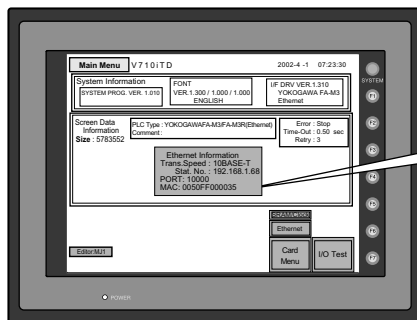 Main Menu V710iTD 2002-4 -1 07:23:30
SYSTEM
System Information
SYSTEM PROG. VER. 1.010
FONT
VER.1.300 / 1.000 / 1.000
ENGLISH
I/F DRV VER.1.310
YOKOGAWA FA-M3
Ethernet
F1
Screen Data
Information
Size : 5783552
PLC Type : YOKOGAWAFA-M3/FA-M3R(Ethernet)
Comment :
Error : Stop
Time-Out : 0.50 sec
Retry : 3
F2
F3
Ethernet Information
Trans.Speed : 10BASE-T
Stat. No. : 192.168.1.68
PORT: 10000
MAC: 0050FF000035
F4
F5
Ethernet
F6
Editor:MJ1
Card
Menu
I/O Test
F7
POWER